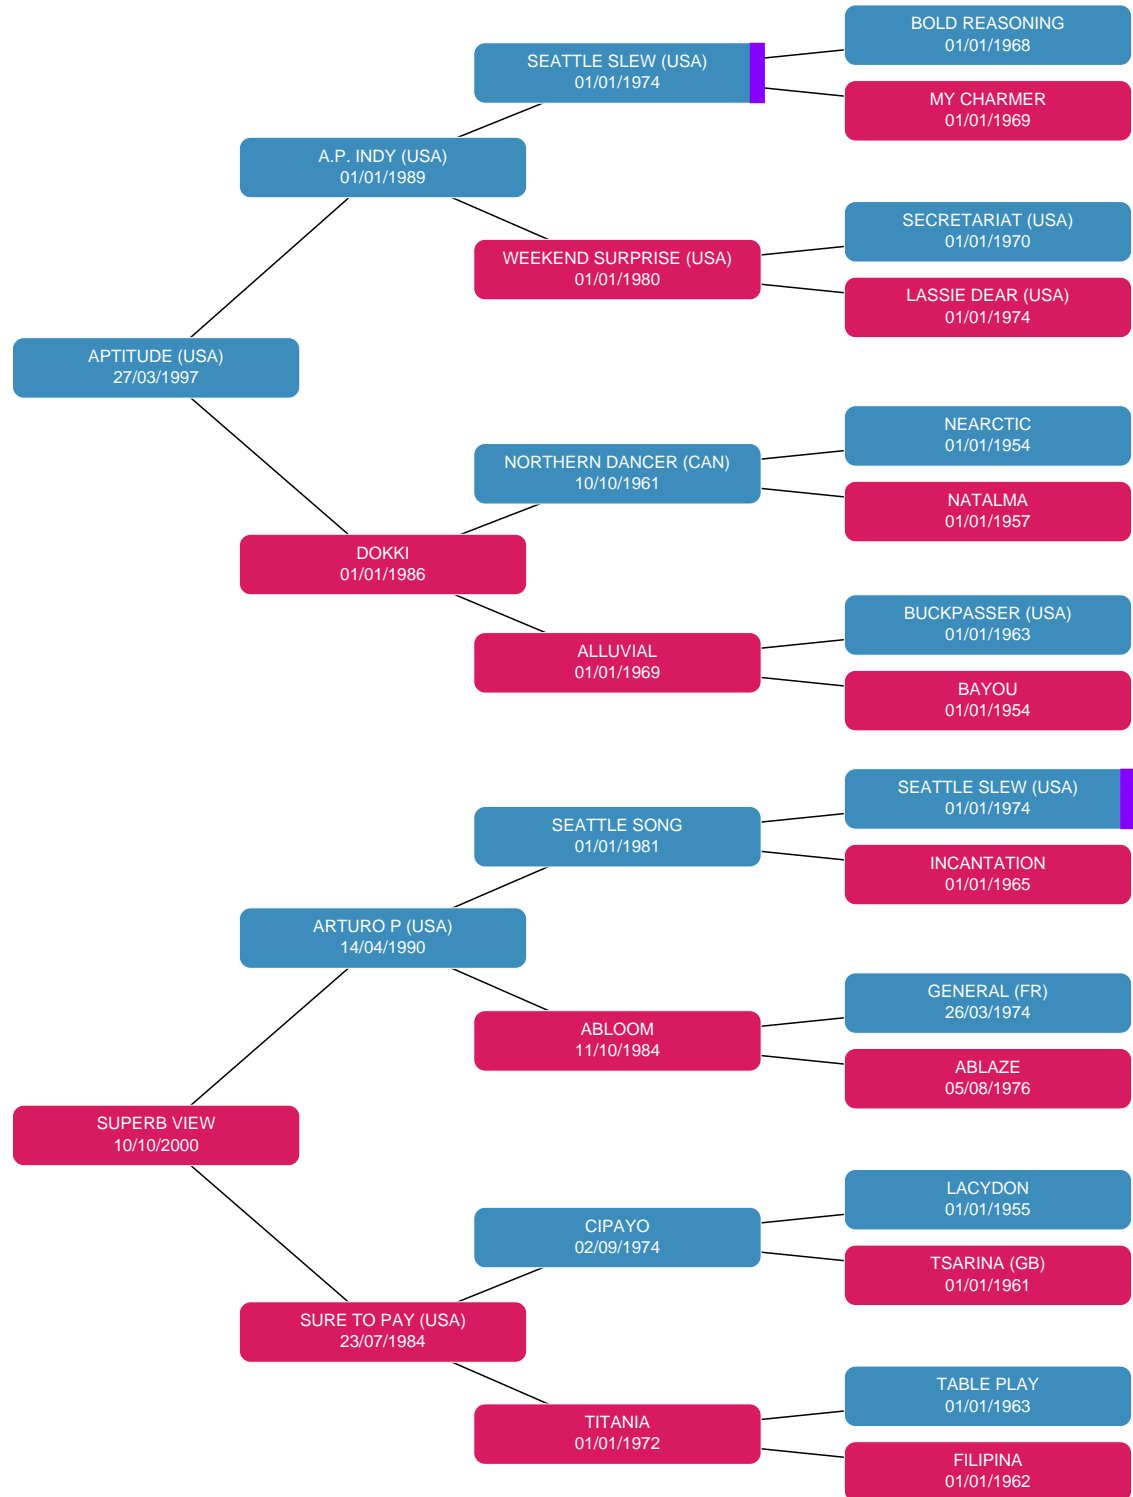 BOLD REASONING
01/01/1968
SEATTLE SLEW (USA)
01/01/1974
MY CHARMER
01/01/1969
A.P. INDY (USA)
01/01/1989
SECRETARIAT (USA)
01/01/1970
WEEKEND SURPRISE (USA)
01/01/1980
LASSIE DEAR (USA)
01/01/1974
APTITUDE (USA)
27/03/1997
NEARCTIC
01/01/1954
NORTHERN DANCER (CAN)
10/10/1961
NATALMA
01/01/1957
DOKKI
01/01/1986
BUCKPASSER (USA)
01/01/1963
ALLUVIAL
01/01/1969
BAYOU
01/01/1954
SEATTLE SLEW (USA)
01/01/1974
SEATTLE SONG
01/01/1981
INCANTATION
01/01/1965
ARTURO P (USA)
14/04/1990
GENERAL (FR)
26/03/1974
ABLOOM
11/10/1984
ABLAZE
05/08/1976
SUPERB VIEW
10/10/2000
LACYDON
01/01/1955
CIPAYO
02/09/1974
TSARINA (GB)
01/01/1961
SURE TO PAY (USA)
23/07/1984
TABLE PLAY
01/01/1963
TITANIA
01/01/1972
FILIPINA
01/01/1962